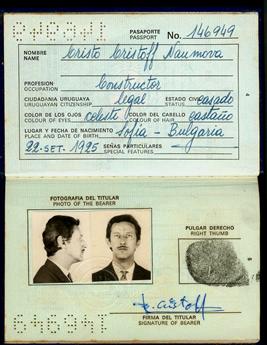 646941
PASAPORTE
PASSPORT No. 146949
NOMBRE
NAME
Cristo Cristoff Naumova
PROFESION
OCCUPATION
Constructor
CIUDADANIA URUGUAYA
URUGUAYAN CITIZENSHIP
legal
ESTADO CIVIL
casado
COLOR DE LOS OJOS
COLOUR OF EYES
celeste
COLOR DEL CABELLO
COLOUR OF HAIR
castaño
LUGAR Y FECHA DE NACIMIENTO
PLACE AND DATE OF BIRTH
Sofia - Bulgaria
22-SET. 1925
SEÑAS PARTICULARES
SPECIAL FEATURES
FOTOGRAFIA DEL TITULAR
PHOTO OF THE BEARER
PULGAR DERECHO
RIGHT THUMB
FIRMA DEL TITULAR
SIGNATURE OF BEARER